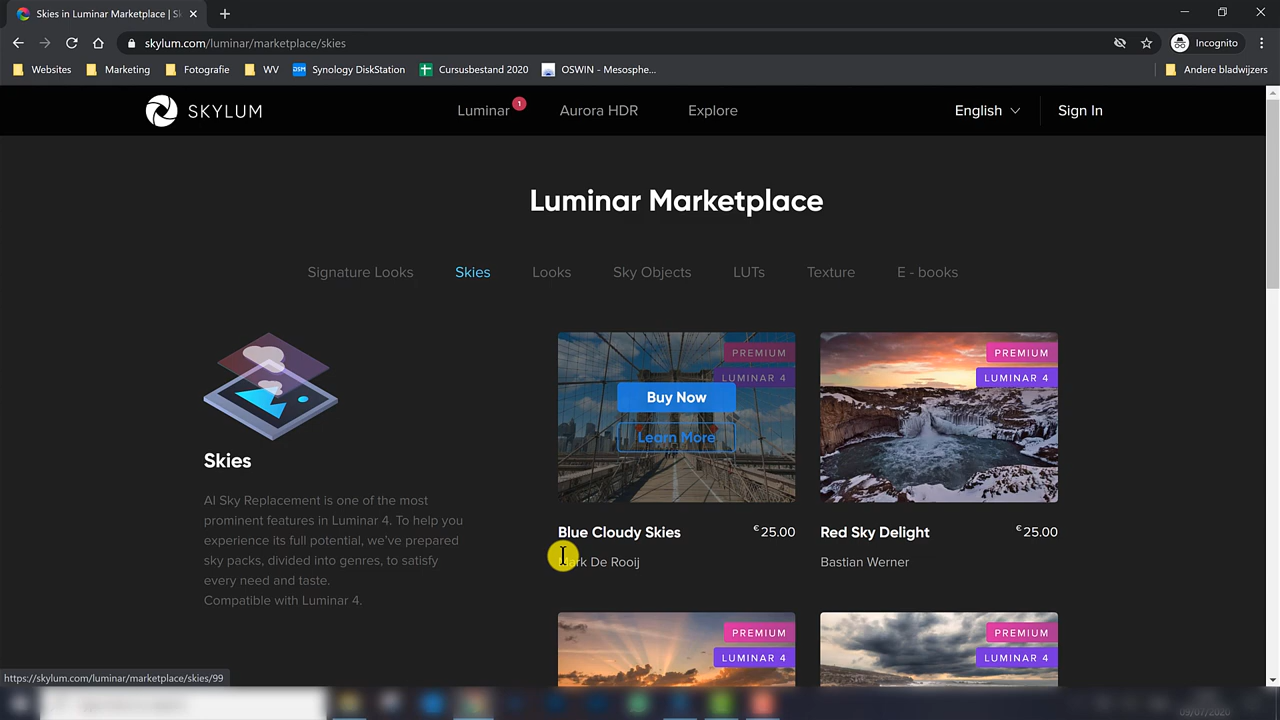 Skies in Luminar Marketplace | Sk
skylum.com/luminar/marketplace/skies
Incognito
Websites
Marketing
Fotografie
WV
DSM
Synology DiskStation
Cursusbestand 2020
OSWIN - Mesosphe...
Andere bladwijzers
SKYLUM
Luminar
1
Aurora HDR
Explore
English
Sign In
Luminar Marketplace
Signature Looks
Skies
Looks
Sky Objects
LUTs
Texture
E - books
Skies
AI Sky Replacement is one of the most
prominent features in Luminar 4. To help you
experience its full potential, we've prepared
sky packs, divided into genres, to satisfy
every need and taste.
Compatible with Luminar 4.
PREMIUM
LUMINAR 4
Buy Now
Learn More
Blue Cloudy Skies
€25.00
Mark De Rooij
PREMIUM
LUMINAR 4
Red Sky Delight
€25.00
Bastian Werner
PREMIUM
LUMINAR 4
PREMIUM
LUMINAR 4
https://skylum.com/luminar/marketplace/skies/99
09/07/2020